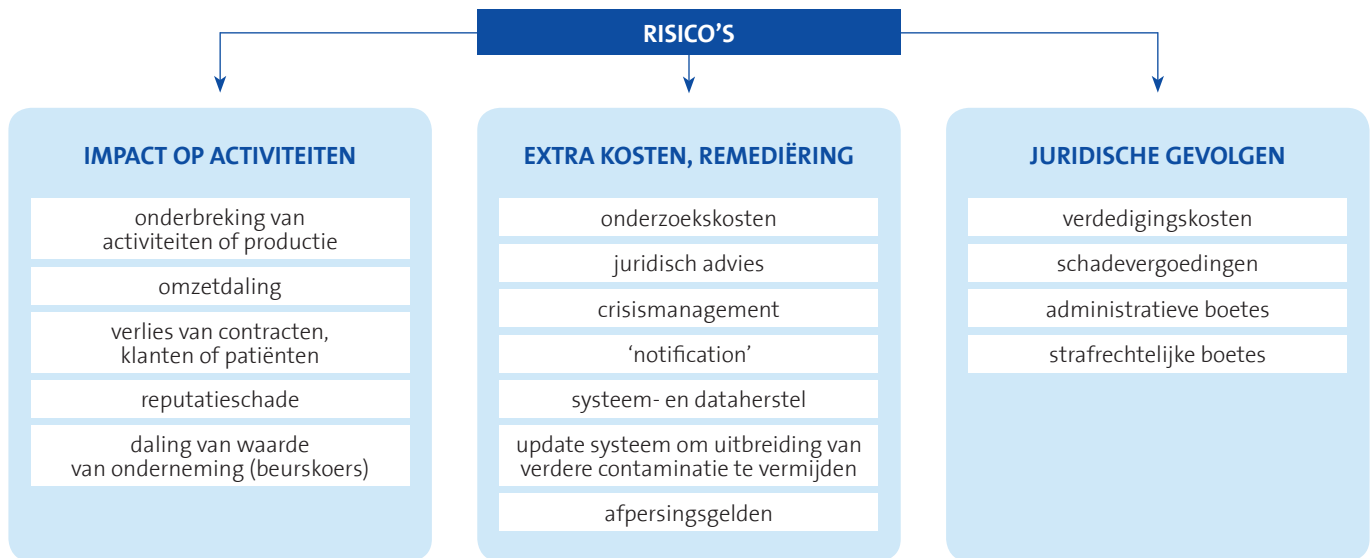 RISICO’S
IMPACT OP ACTIVITEITEN
onderbreking van
activiteiten of productie
omzetdaling
verlies van contracten,
klanten of patiënten
reputatieschade
daling van waarde
van onderneming (beurskoers)
EXTRA KOSTEN, REMEDIËRING
onderzoekskosten
juridisch advies
crisismanagement
‘notification’
systeem- en dataherstel
update systeem om uitbreiding van
verdere contaminatie te vermijden
afpersingsgelden
JURIDISCHE GEVOLGEN
verdedigingskosten
schadevergoedingen
administratieve boetes
strafrechtelijke boetes